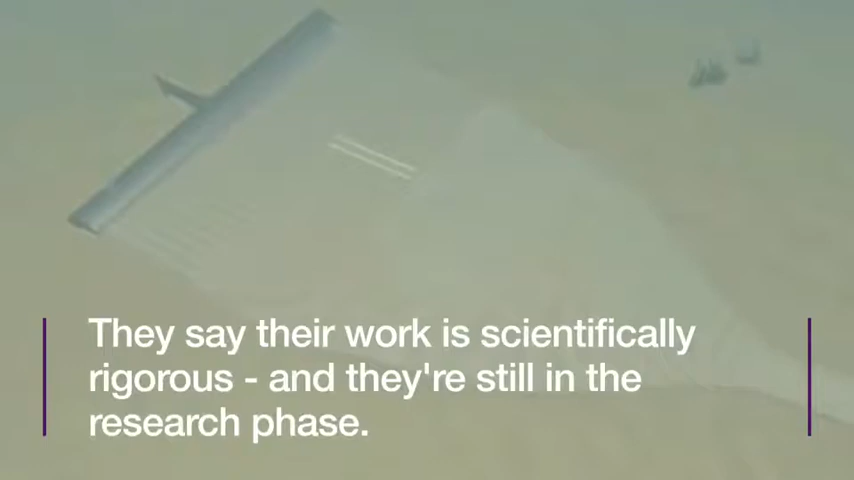 They say their work is scientifically
rigorous - and they're still in the
research phase.